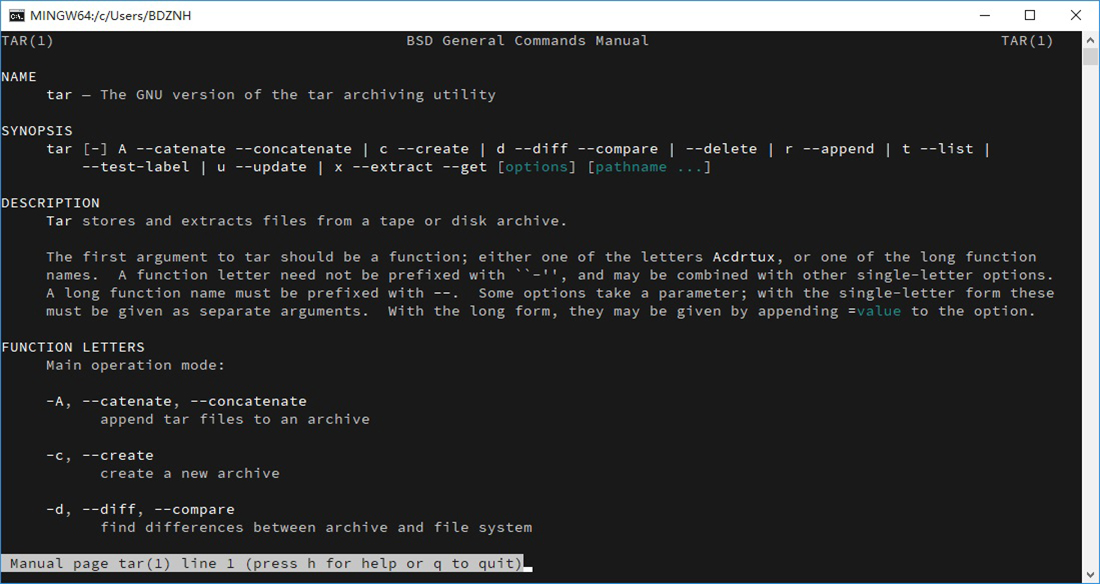 MINGW64:/c/Users/BDZNH
TAR(1) BSD General Commands Manual TAR(1)
NAME
tar — The GNU version of the tar archiving utility
SYNOPSIS
tar [-] A --catenate --concatenate | c --create | d --diff --compare | --delete | r --append | t --list |
--test-label | u --update | x --extract --get [options] [pathname ...]
DESCRIPTION
Tar stores and extracts files from a tape or disk archive.
The first argument to tar should be a function; either one of the letters Acdrtux, or one of the long function
names.  A function letter need not be prefixed with ``-'', and may be combined with other single-letter options.
A long function name must be prefixed with --.  Some options take a parameter; with the single-letter form these
must be given as separate arguments.  With the long form, they may be given by appending =value to the option.
FUNCTION LETTERS
Main operation mode:
-A, --catenate, --concatenate
append tar files to an archive
-c, --create
create a new archive
-d, --diff, --compare
find differences between archive and file system
Manual page tar(1) line 1 (press h for help or q to quit)